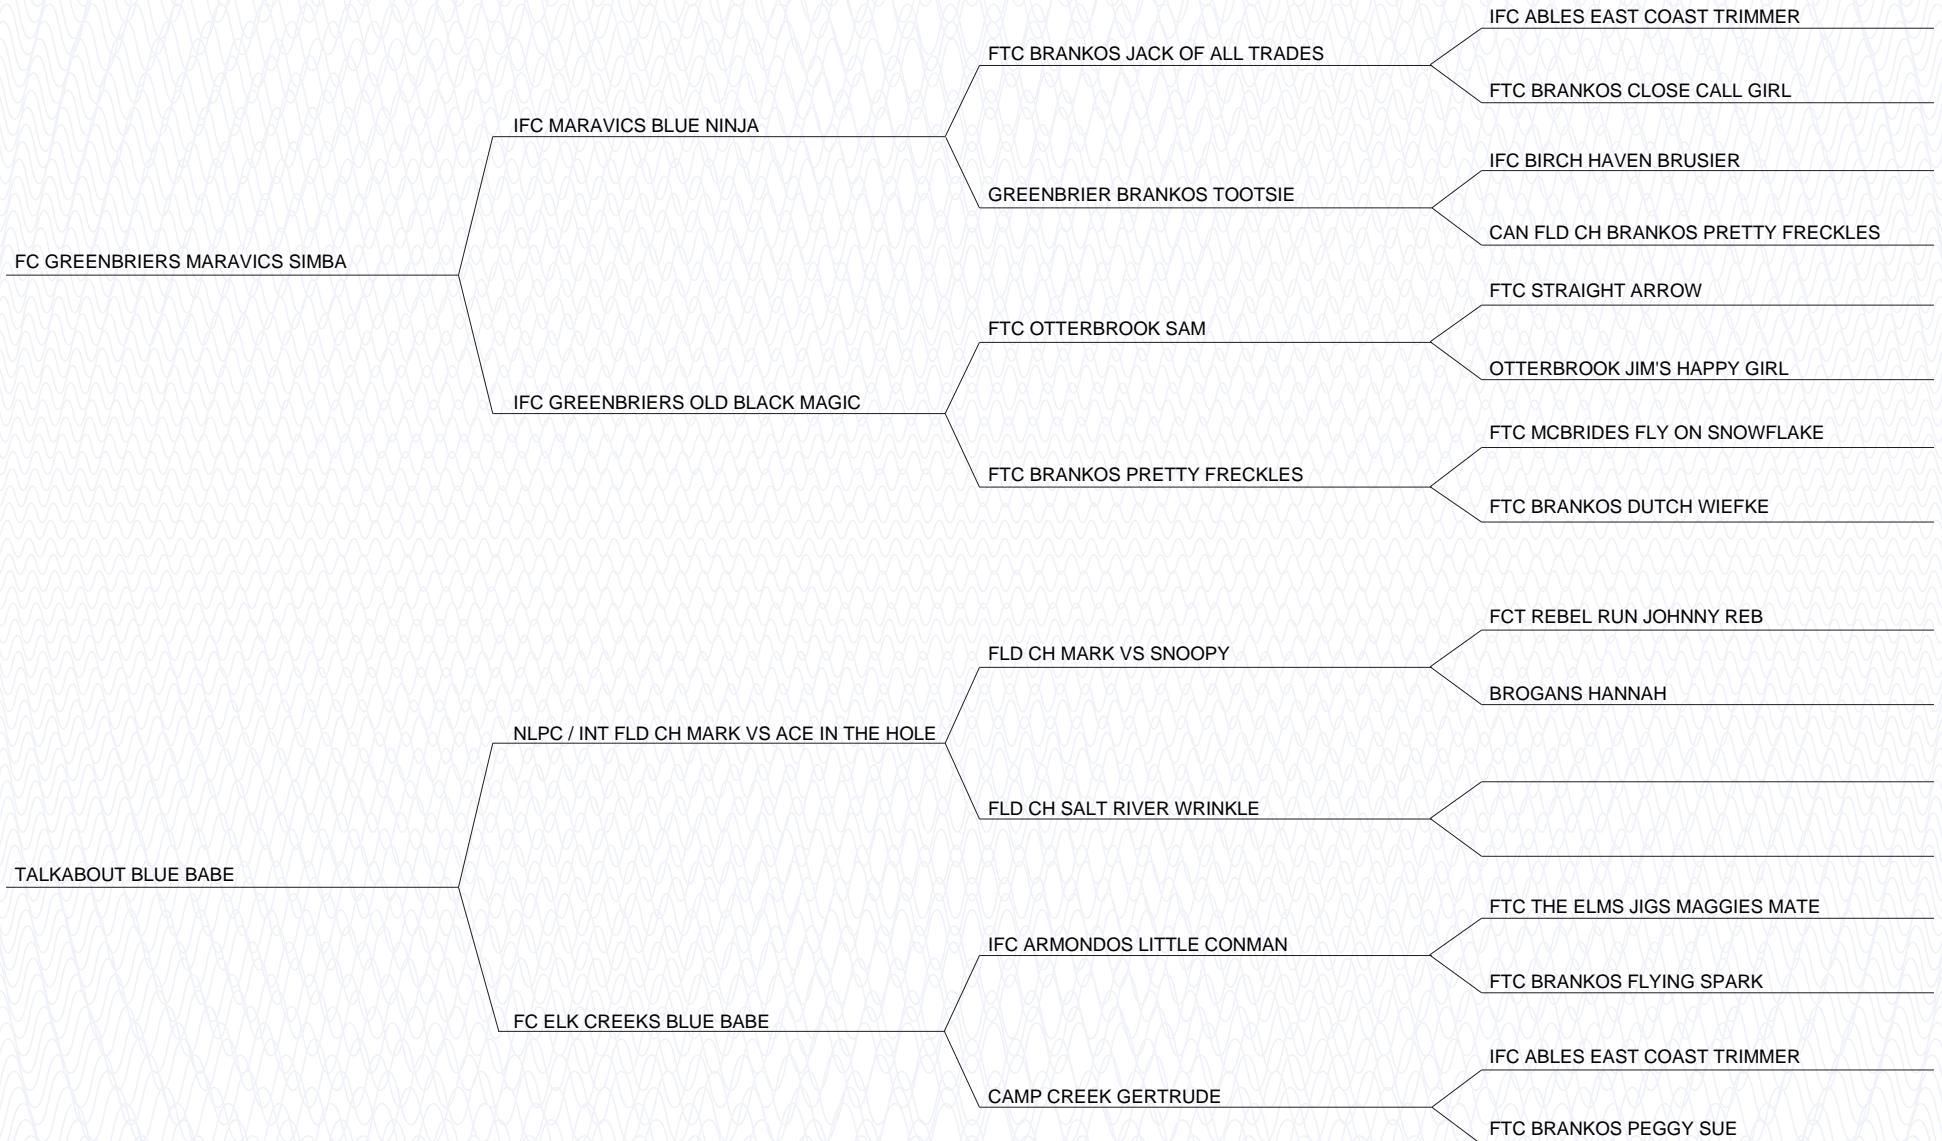 IFC ABLES EAST COAST TRIMMER
FTC BRANKOS JACK OF ALL TRADES
FTC BRANKOS CLOSE CALL GIRL
IFC MARAVICS BLUE NINJA
IFC BIRCH HAVEN BRUSIER
GREENBRIER BRANKOS TOOTSIE
CAN FLD CH BRANKOS PRETTY FRECKLES
FC GREENBRIERS MARAVICS SIMBA
FTC STRAIGHT ARROW
FTC OTTERBROOK SAM
OTTERBROOK JIM'S HAPPY GIRL
IFC GREENBRIERS OLD BLACK MAGIC
FTC MCBRIDES FLY ON SNOWFLAKE
FTC BRANKOS PRETTY FRECKLES
FTC BRANKOS DUTCH WIEFKE
FCT REBEL RUN JOHNNY REB
FLD CH MARK VS SNOOPY
BROGANS HANNAH
NLPC / INT FLD CH MARK VS ACE IN THE HOLE
FLD CH SALT RIVER WRINKLE
TALKABOUT BLUE BABE
FTC THE ELMS JIGS MAGGIES MATE
IFC ARMONDOS LITTLE CONMAN
FTC BRANKOS FLYING SPARK
FC ELK CREEKS BLUE BABE
IFC ABLES EAST COAST TRIMMER
CAMP CREEK GERTRUDE
FTC BRANKOS PEGGY SUE